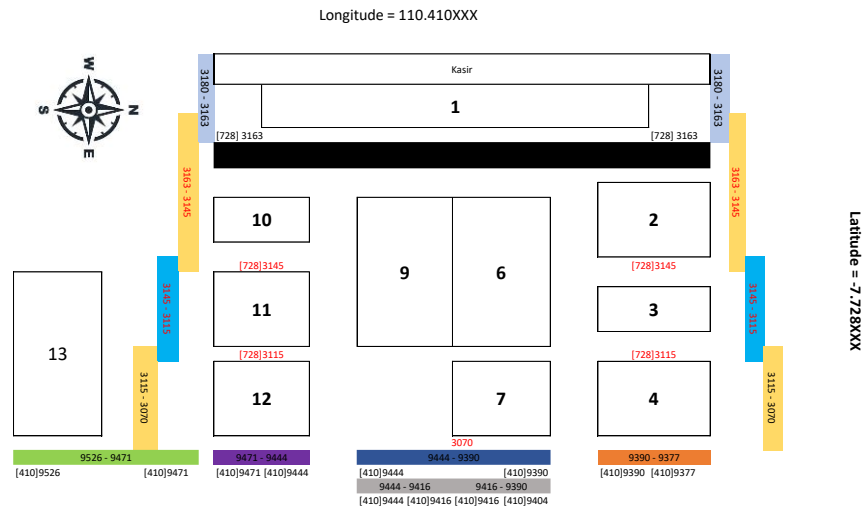 Longitude = 110.410XXX
W
S
N
E
3180 - 3163
Kasir
3180 - 3163
1
[728] 3163
[728] 3163
3163 - 3145
3163 - 3145
10
2
9
6
[728]3145
[728]3145
Latitude = -7.728XXX
3145 - 3115
3145 - 3115
11
3
13
[728]3115
[728]3115
3115 - 3070
3115 - 3070
12
7
4
3070
9526 - 9471
9471 - 9444
9444 - 9390
9390 - 9377
[410]9526
[410]9471
[410]9471
[410]9444
[410]9444
[410]9390
[410]9390
[410]9377
9444 - 9416
9416 - 9390
[410]9444
[410]9416
[410]9416
[410]9404